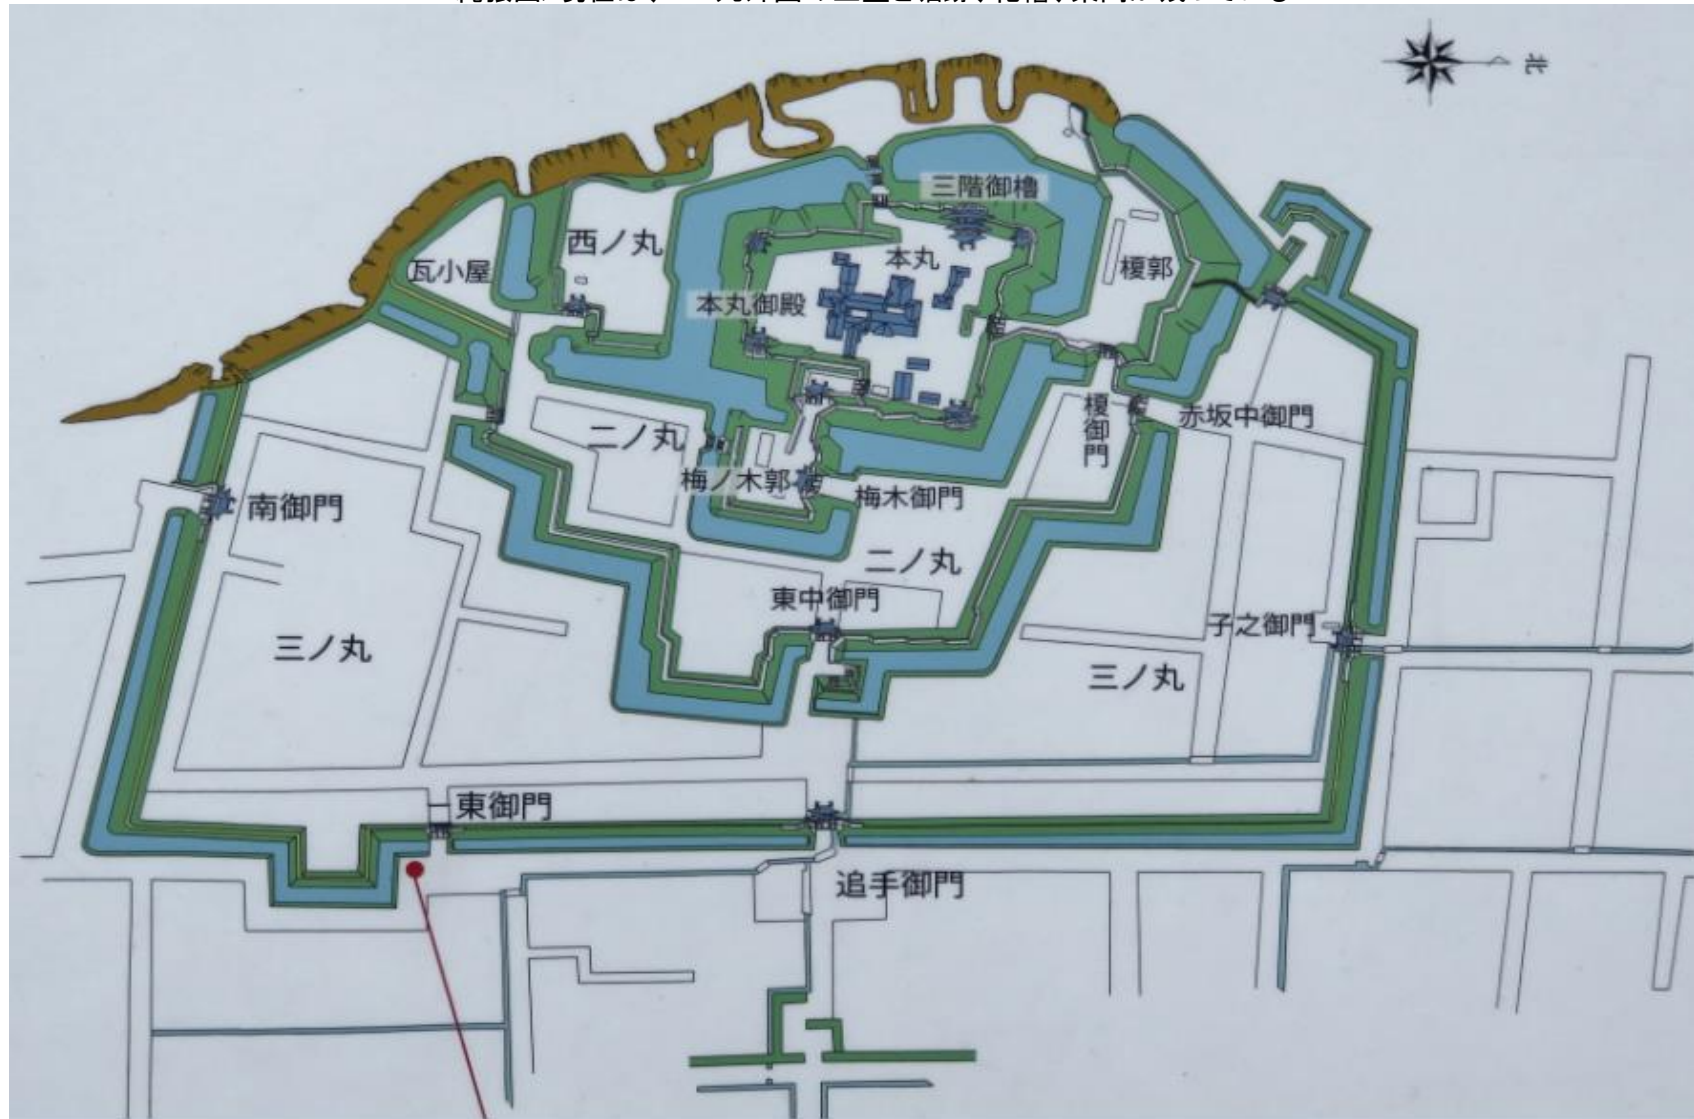 北
三階御櫓
西ノ丸
本丸
瓦小屋
榎郭
本丸御殿
二ノ丸
榎御門
赤坂中御門
梅ノ木郭
梅木御門
南御門
二ノ丸
東中御門
子之御門
三ノ丸
三ノ丸
東御門
追手御門